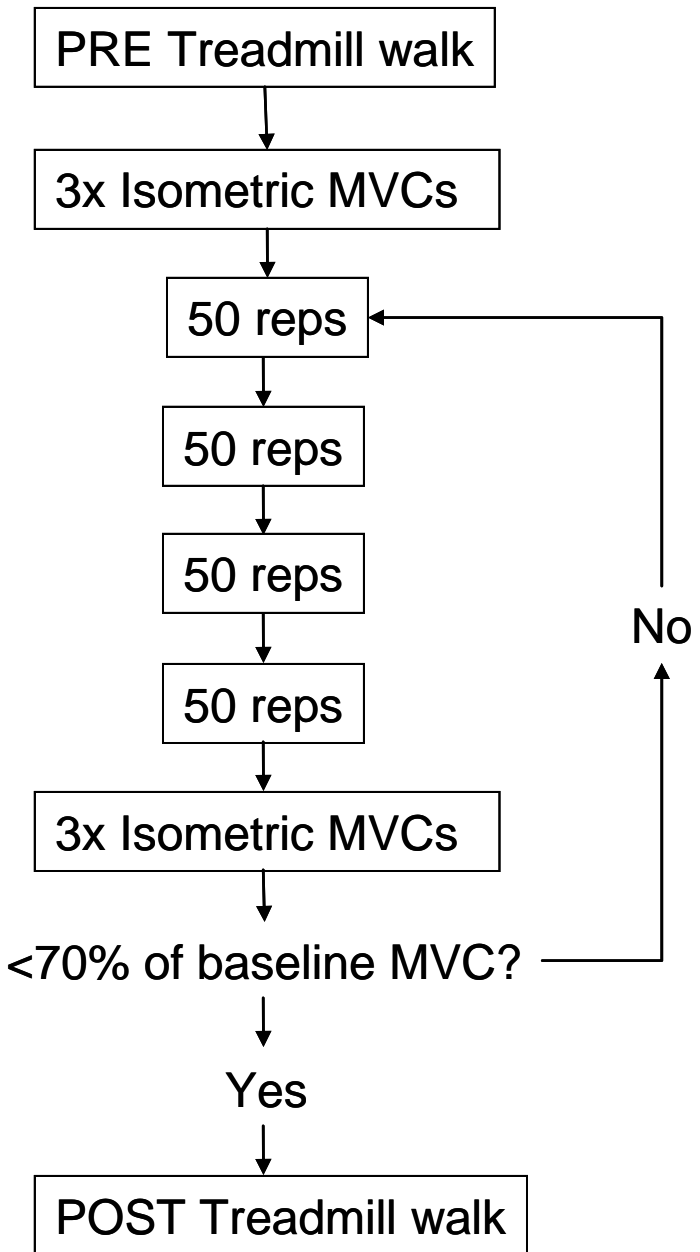 PRE Treadmill walk
3x Isometric MVCs
50 reps
50 reps
50 reps
50 reps
No
3x Isometric MVCs
<70% of baseline MVC?
Yes
POST Treadmill walk